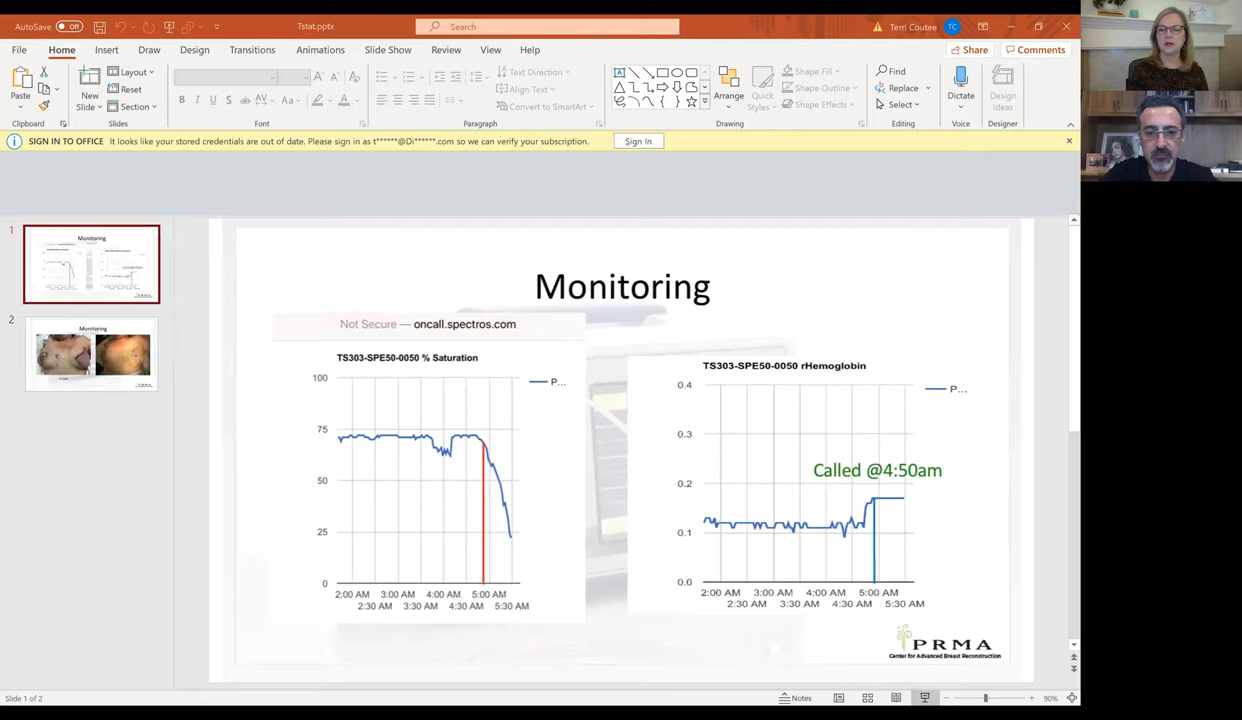 AutoSave Off Tstat.pptx Search Terri Coutee TC
File Home Insert Draw Design Transitions Animations Slide Show Review View Help Share Comments
Paste
Clipboard
New Slide
Layout
Reset
Section
Slides
B I U S ab AV Aa A
Font
Paragraph
Text Direction
Align Text
Convert to SmartArt
Arrange
Quick Styles
Shape Fill
Shape Outline
Shape Effects
Drawing
Find
Replace
Select
Editing
Dictate
Voice
Design Ideas
Designer
SIGN IN TO OFFICE It looks like your stored credentials are out of date. Please sign in as t******@Di******.com so we can verify your subscription. Sign In
1
Monitoring
2
Monitoring
Monitoring
Not Secure — oncall.spectros.com
TS303-SPE50-0050 % Saturation
100
75
50
25
0
P...
2:00 AM 3:00 AM 4:00 AM 5:00 AM
2:30 AM 3:30 AM 4:30 AM 5:30 AM
TS303-SPE50-0050 rHemoglobin
0.4
0.3
0.2
0.1
0.0
P...
Called @4:50am
2:00 AM 3:00 AM 4:00 AM 5:00 AM
2:30 AM 3:30 AM 4:30 AM 5:30 AM
PRMA
Center for Advanced Breast Reconstruction
Slide 1 of 2 Notes 90%